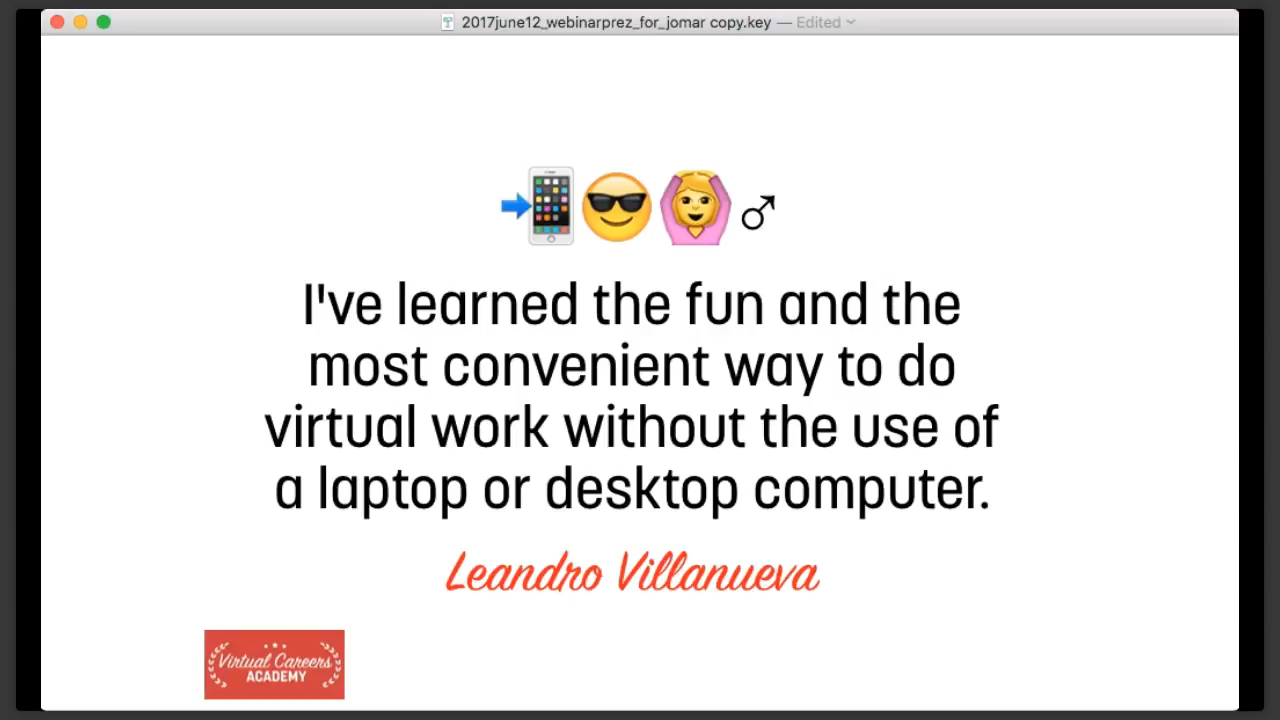 2017june12_webinarprez_for_jomar copy.key — Edited
📲😎🙆♂
I've learned the fun and the
most convenient way to do
virtual work without the use of
a laptop or desktop computer.
Leandro Villanueva
Virtual Careers
ACADEMY